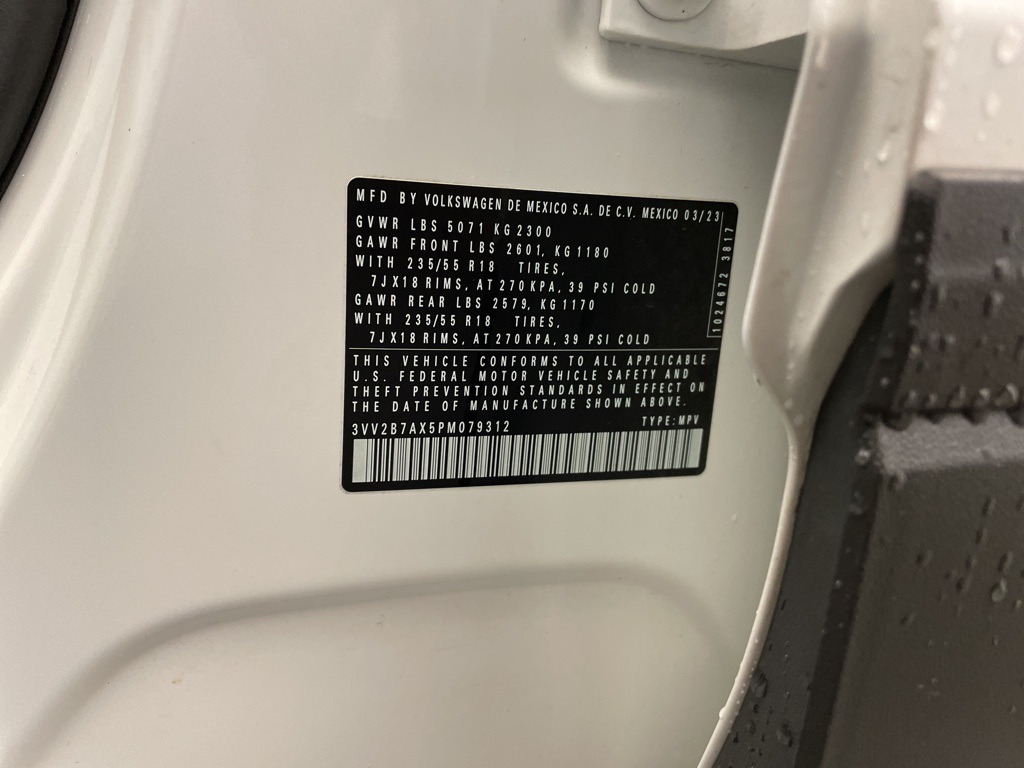 MFD BY VOLKSWAGEN DE MEXICO S.A. DE C.V. MEXICO 03/23
GVWR LBS 5071 KG 2300
GAWR FRONT LBS 2601, KG 1180
WITH 235/55 R18 TIRES,
7JX18 RIMS, AT 270 KPA, 39 PSI COLD
GAWR REAR LBS 2579, KG 1170
WITH 235/55 R18 TIRES,
7JX18 RIMS, AT 270 KPA, 39 PSI COLD
1024672 3817
THIS VEHICLE CONFORMS TO ALL APPLICABLE
U.S. FEDERAL MOTOR VEHICLE SAFETY AND
THEFT PREVENTION STANDARDS IN EFFECT ON
THE DATE OF MANUFACTURE SHOWN ABOVE.
3VV2B7AX5PM079312 TYPE: MPV